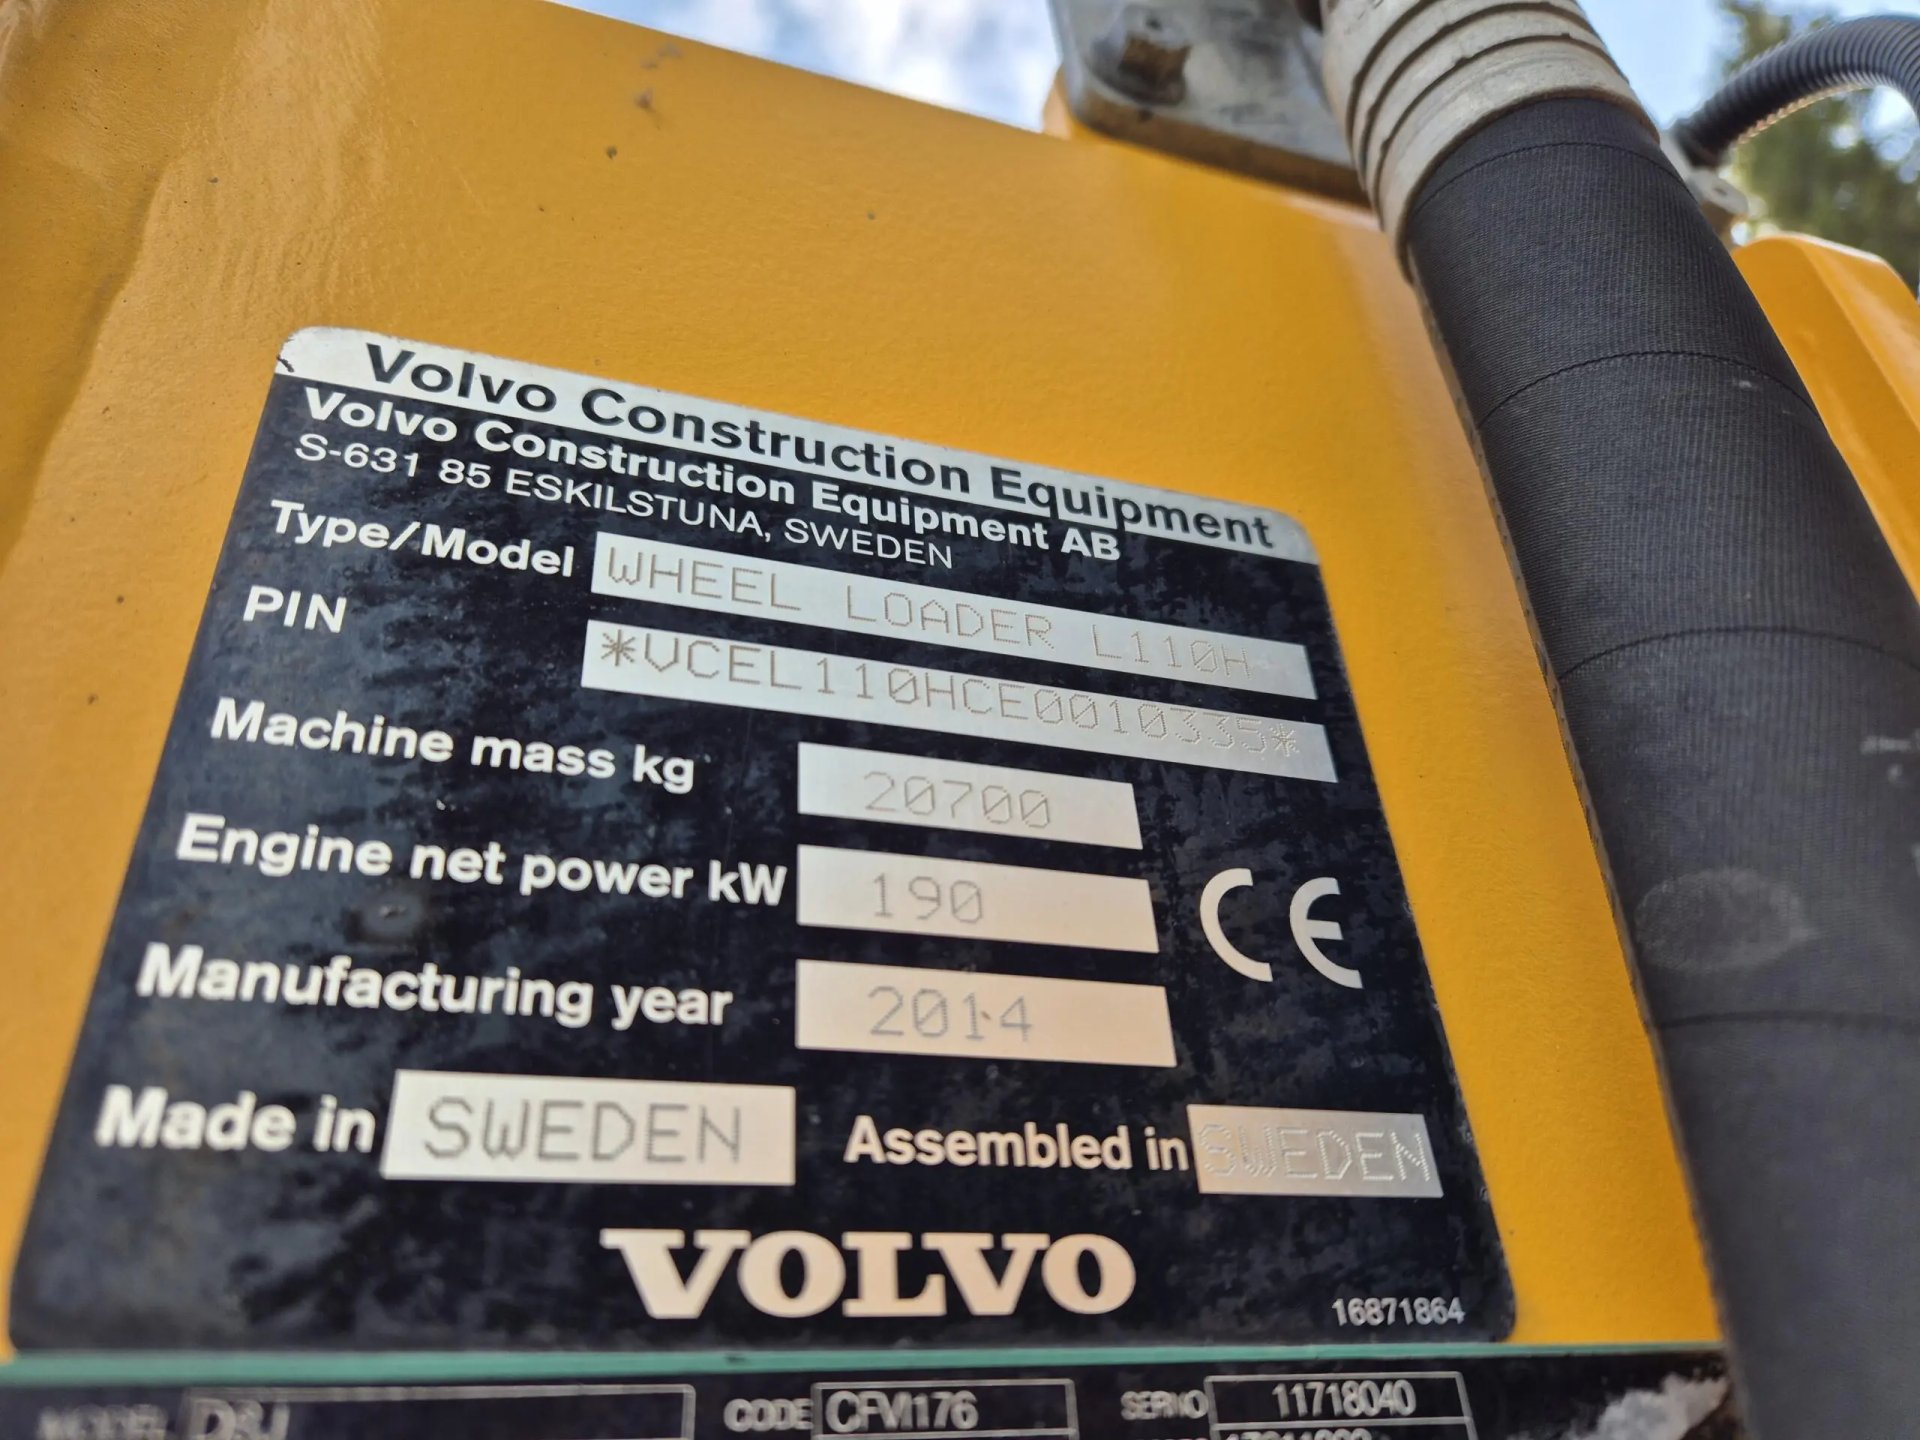 Volvo Construction Equipment
Volvo Construction Equipment AB
S-631 85 ESKILSTUNA, SWEDEN
Type/Model WHEEL LOADER L110H
PIN *VCEL110HCE0010335*
Machine mass kg 20700
Engine net power kW 190
Manufacturing year 2014
Made in SWEDEN Assembled in SWEDEN
VOLVO
16871864
MODEL D8J CODE CFVI176 SERNO 11718040